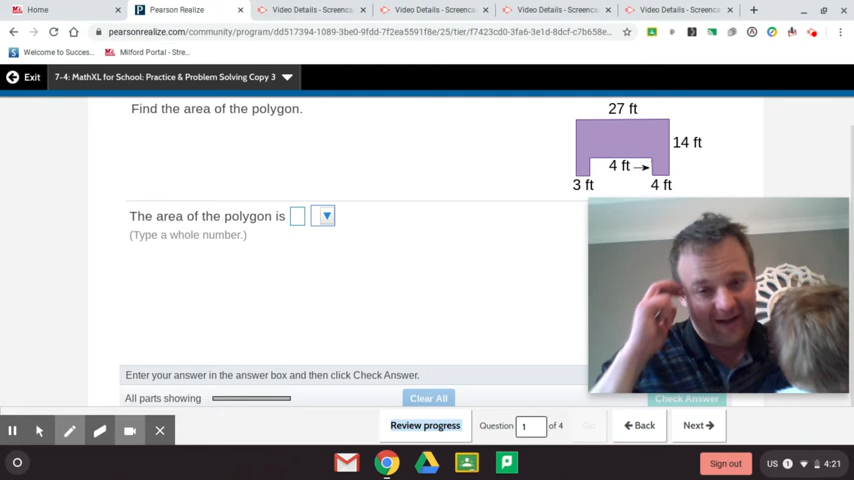 Home
Pearson Realize
Video Details - Screenca
Video Details - Screenca
Video Details - Screenca
Video Details - Screenca
pearsonrealize.com/community/program/dd517394-1089-3be0-9fdd-7f2ea5591f8e/25/tier/f7423cd0-3fa6-3e1d-8dcf-c7b658e...
Welcome to Succes...
Milford Portal - Stre...
Exit
7-4: MathXL for School: Practice & Problem Solving Copy 3
Find the area of the polygon.
27 ft
14 ft
4 ft
3 ft
4 ft
The area of the polygon is
(Type a whole number.)
Enter your answer in the answer box and then click Check Answer.
All parts showing
Clear All
Check Answer
Review progress
Question
1
of 4
Go
Back
Next
Sign out
US
1
4:21